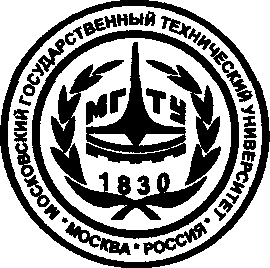 МОСКОВСКИЙ ГОСУДАРСТВЕННЫЙ ТЕХНИЧЕСКИЙ УНИВЕРСИТЕТ
МГТУ
1830
* МОСКВА * РОССИЯ *